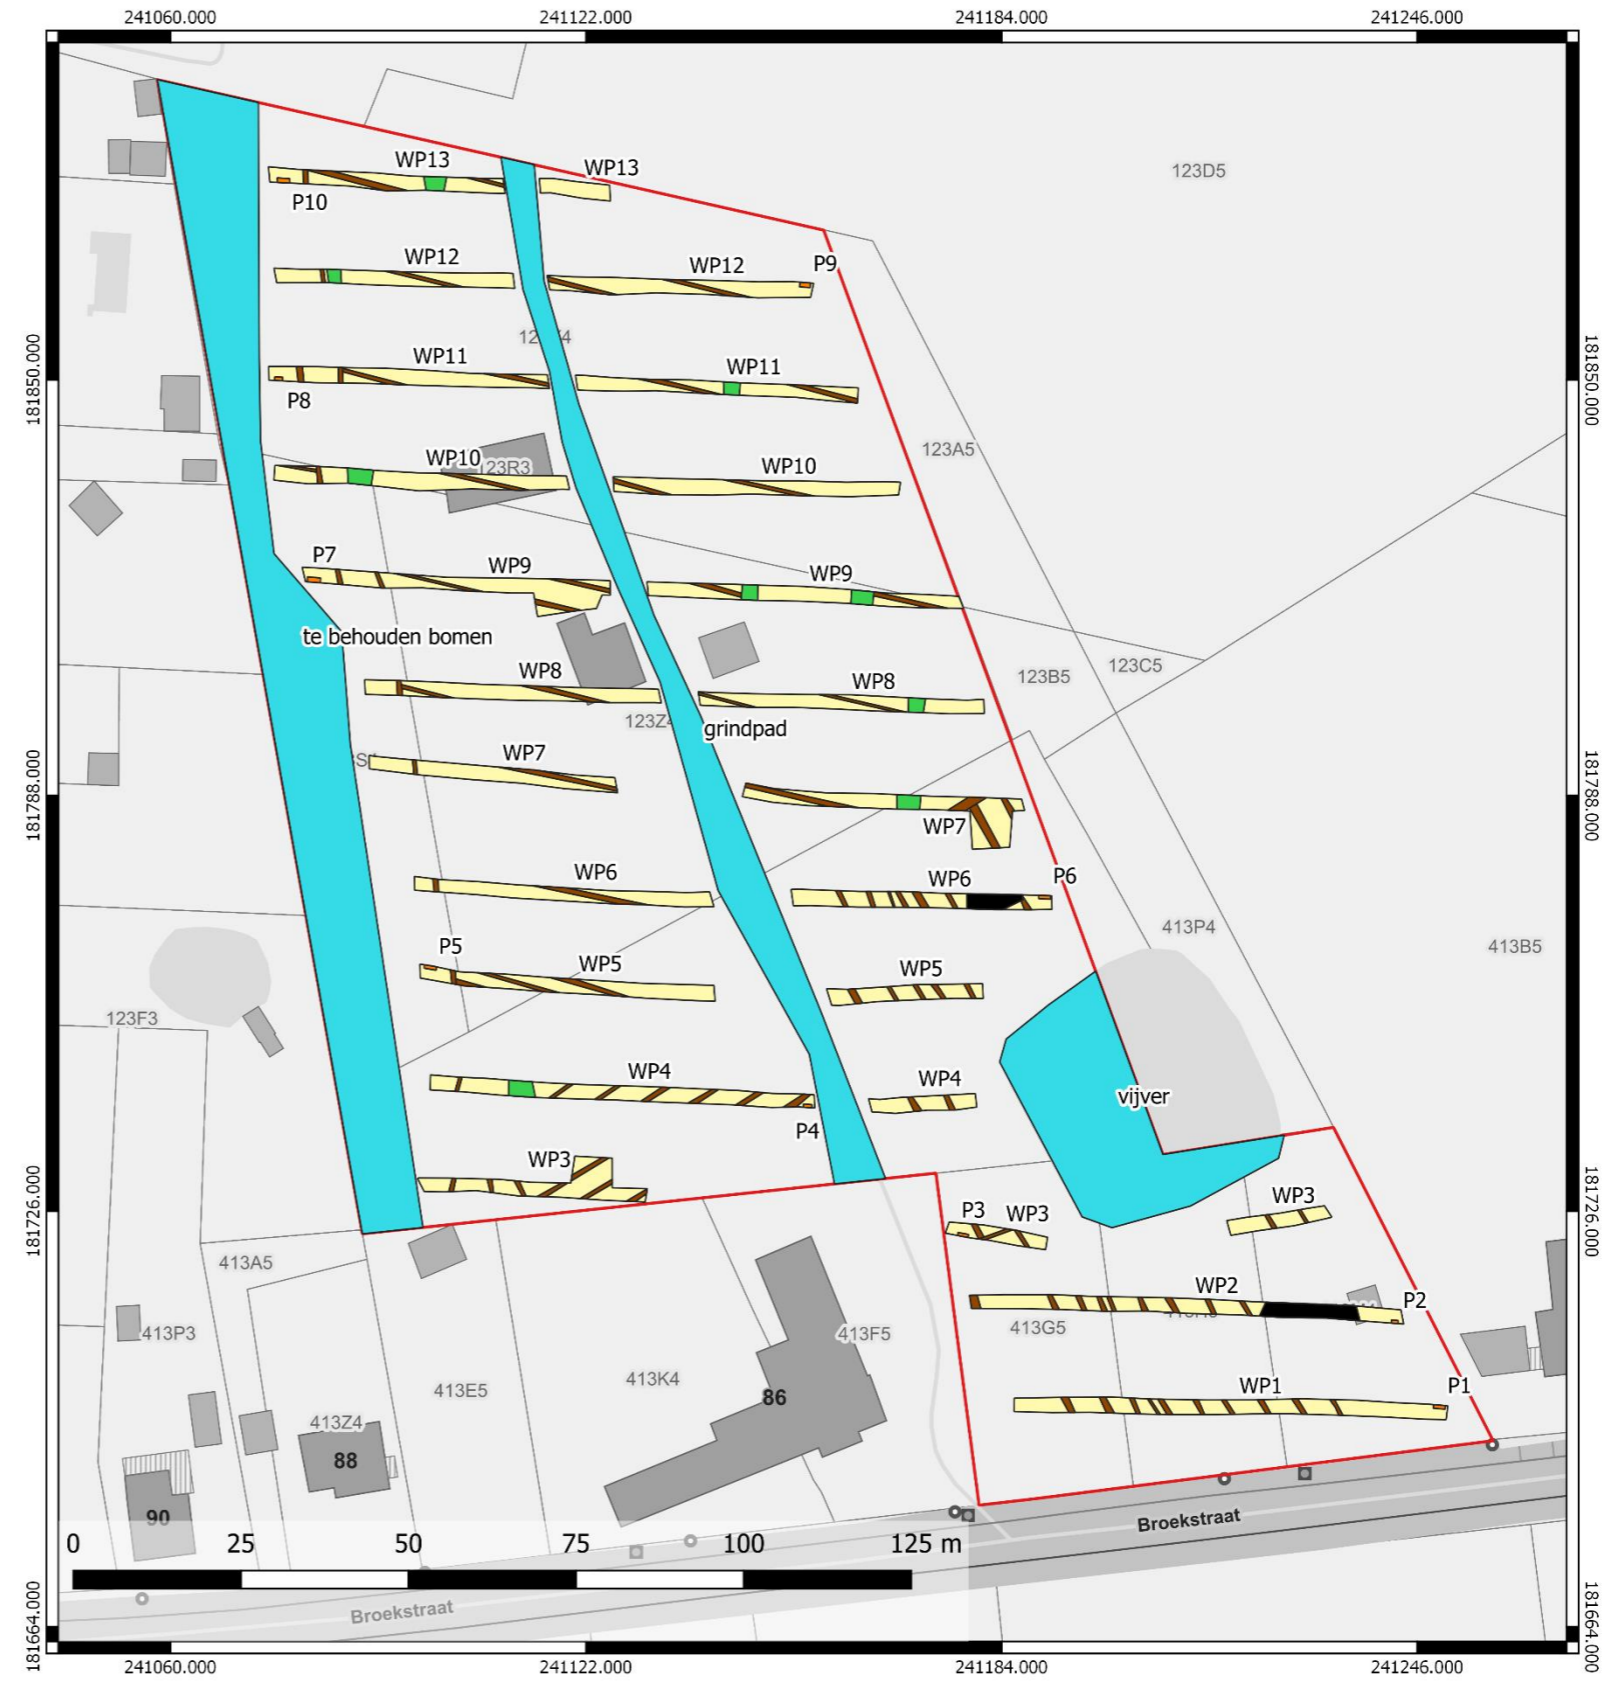 241060.000 241122.000 241184.000 241246.000
WP13 WP13
123D5
P10
WP12 WP12 P9
181850.000 WP11 WP11 181850.000
P8
123A5
WP10 123R3 WP10
P7 WP9 WP9
te behouden bomen
123B5 123C5
WP8 WP8
grindpad
WP7
181788.000 WP7 181788.000
WP6 WP6 P6
413P4
413B5
P5 WP5 WP5
123F3
WP4 WP4
vijver
P4
WP3
181726.000 P3 WP3 WP3 181726.000
413A5
WP2 P2
413P3 413F5 413G5
413E5 413K4 86 WP1 P1
413Z4
88
90
Broekstraat
0 25 50 75 100 125 m
Broekstraat
181664.000 181664.000
241060.000 241122.000 241184.000 241246.000